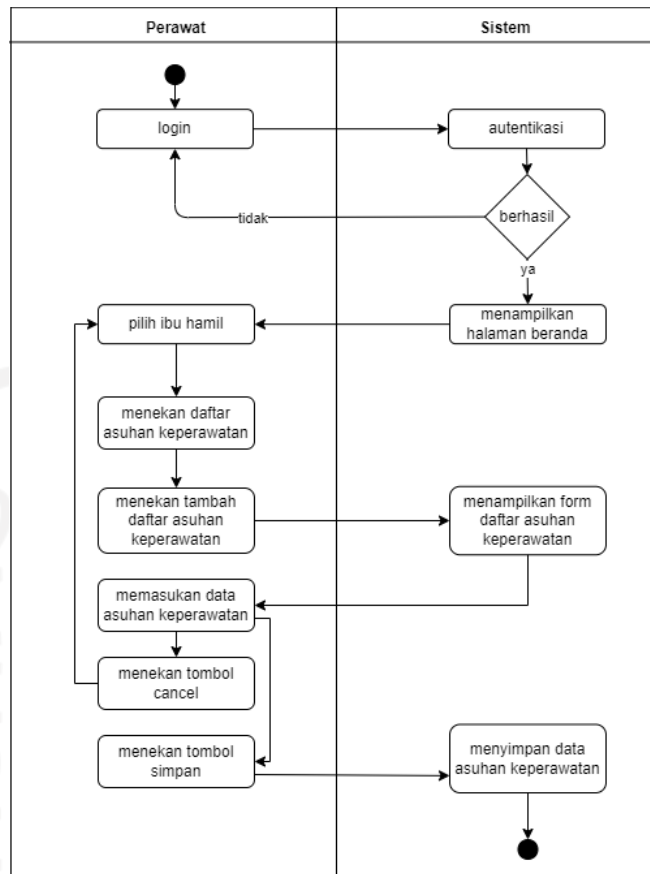 Perawat
Sistem
login
autentikasi
berhasil
tidak
ya
pilih ibu hamil
menampilkan
halaman beranda
menekan daftar
asuhan keperawatan
menekan tambah
daftar asuhan
keperawatan
menampilkan form
daftar asuhan
keperawatan
memasukan data
asuhan keperawatan
menekan tombol
cancel
menekan tombol
simpan
menyimpan data
asuhan keperawatan